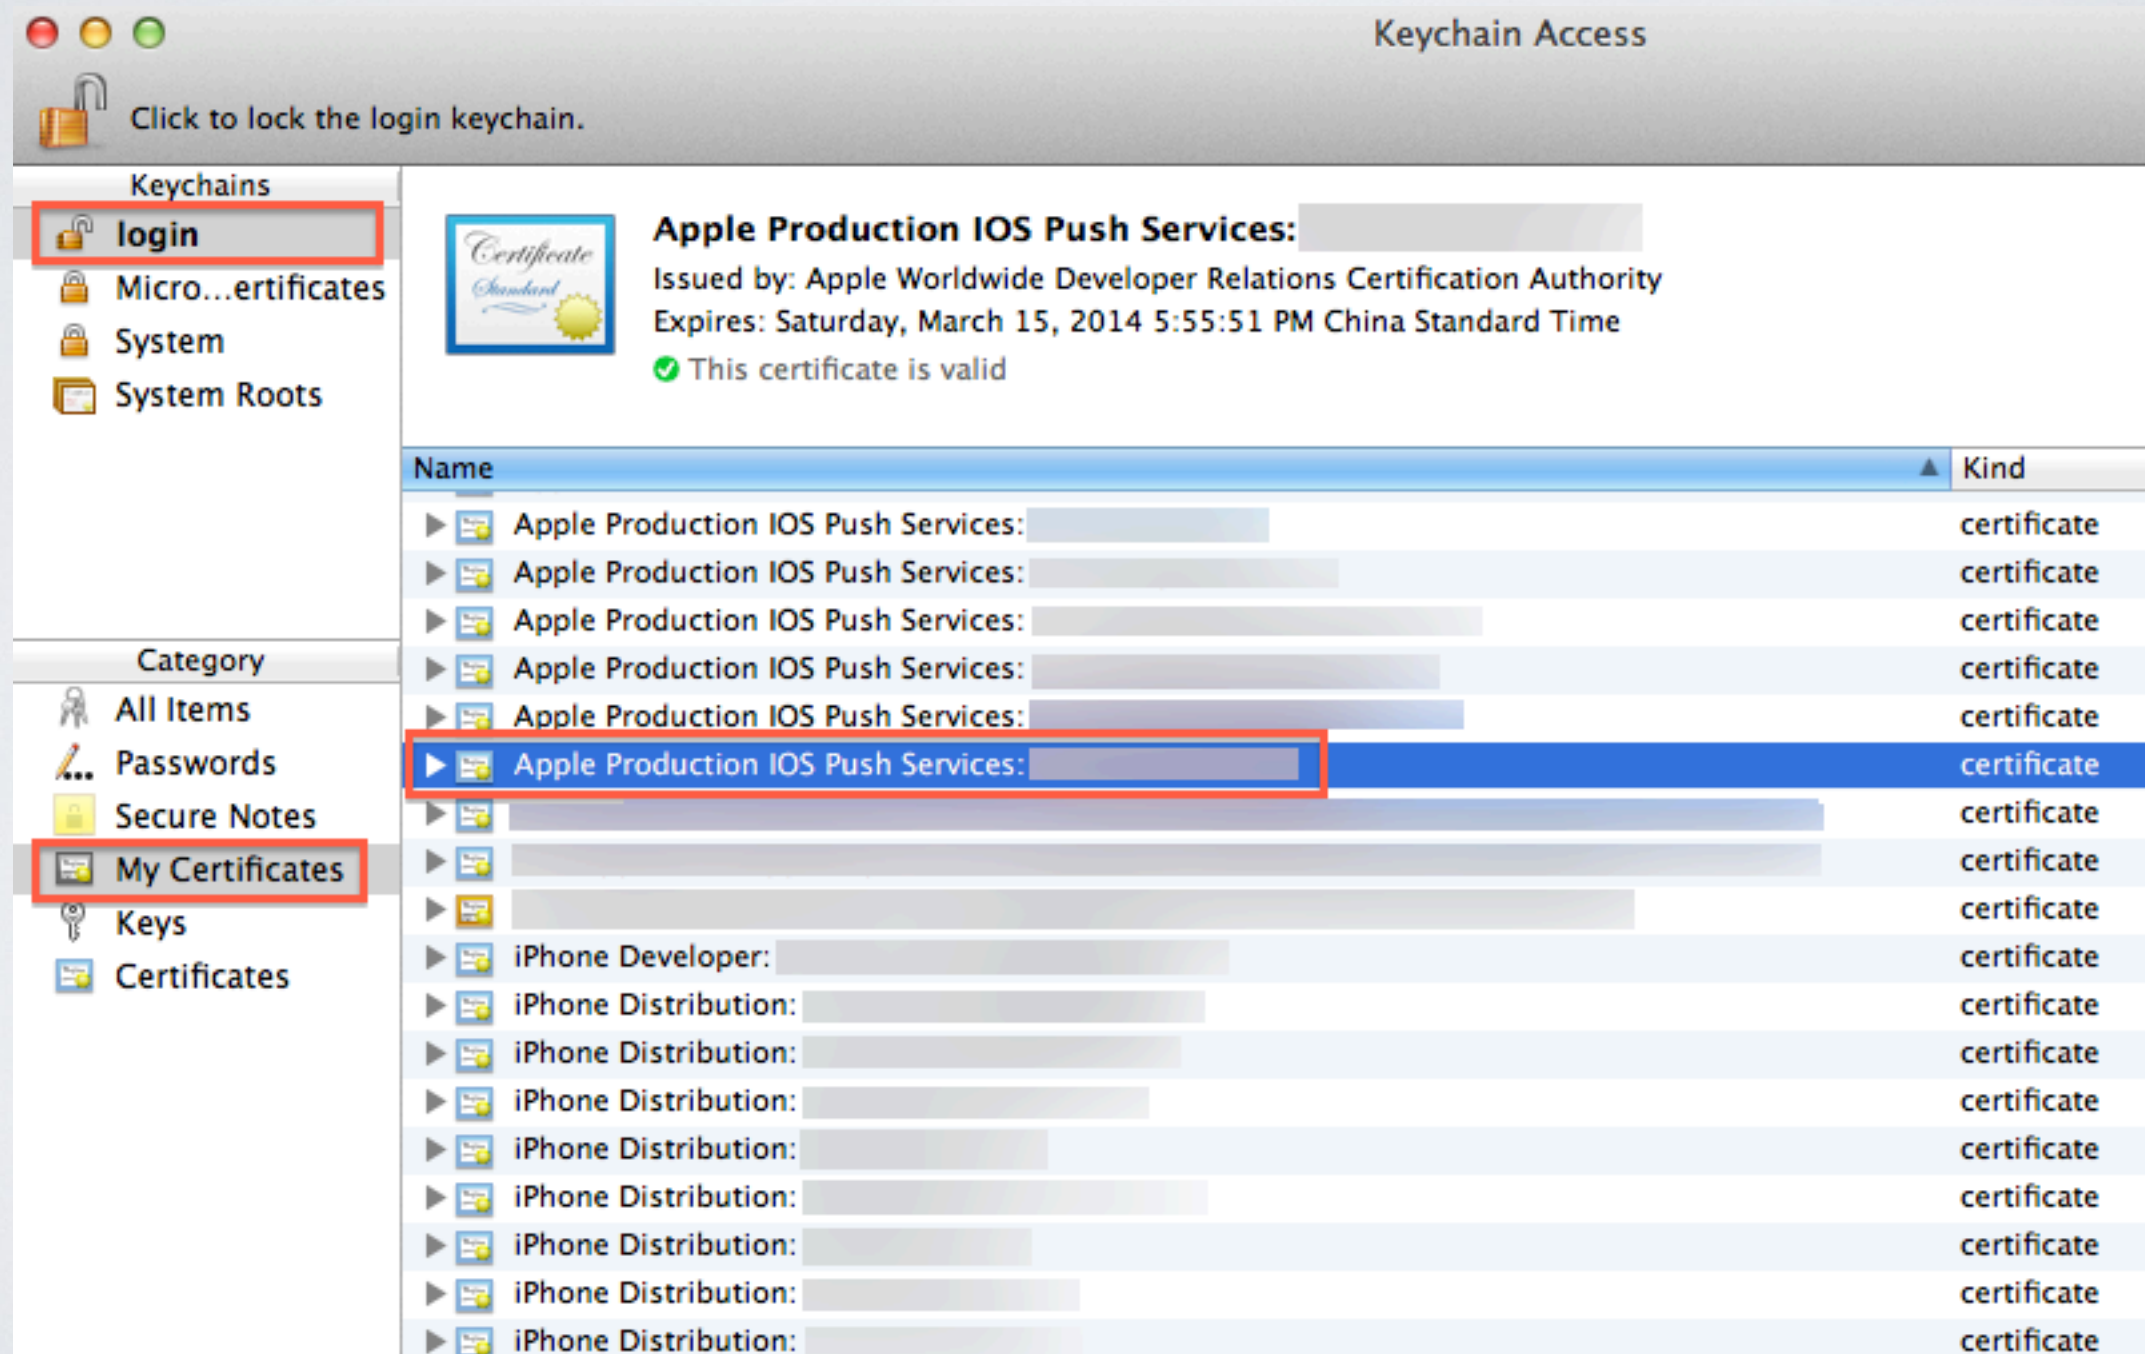 Keychain Access
Click to lock the login keychain.
Keychains
login
Micro...ertificates
System
System Roots
Category
All Items
Passwords
Secure Notes
My Certificates
Keys
Certificates
Certificate
Standard
Apple Production IOS Push Services:
Issued by: Apple Worldwide Developer Relations Certification Authority
Expires: Saturday, March 15, 2014 5:55:51 PM China Standard Time
This certificate is valid
Name Kind
Apple Production IOS Push Services: certificate
Apple Production IOS Push Services: certificate
Apple Production IOS Push Services: certificate
Apple Production IOS Push Services: certificate
Apple Production IOS Push Services: certificate
Apple Production IOS Push Services: certificate
certificate
certificate
certificate
iPhone Developer: certificate
iPhone Distribution: certificate
iPhone Distribution: certificate
iPhone Distribution: certificate
iPhone Distribution: certificate
iPhone Distribution: certificate
iPhone Distribution: certificate
iPhone Distribution: certificate
iPhone Distribution: certificate